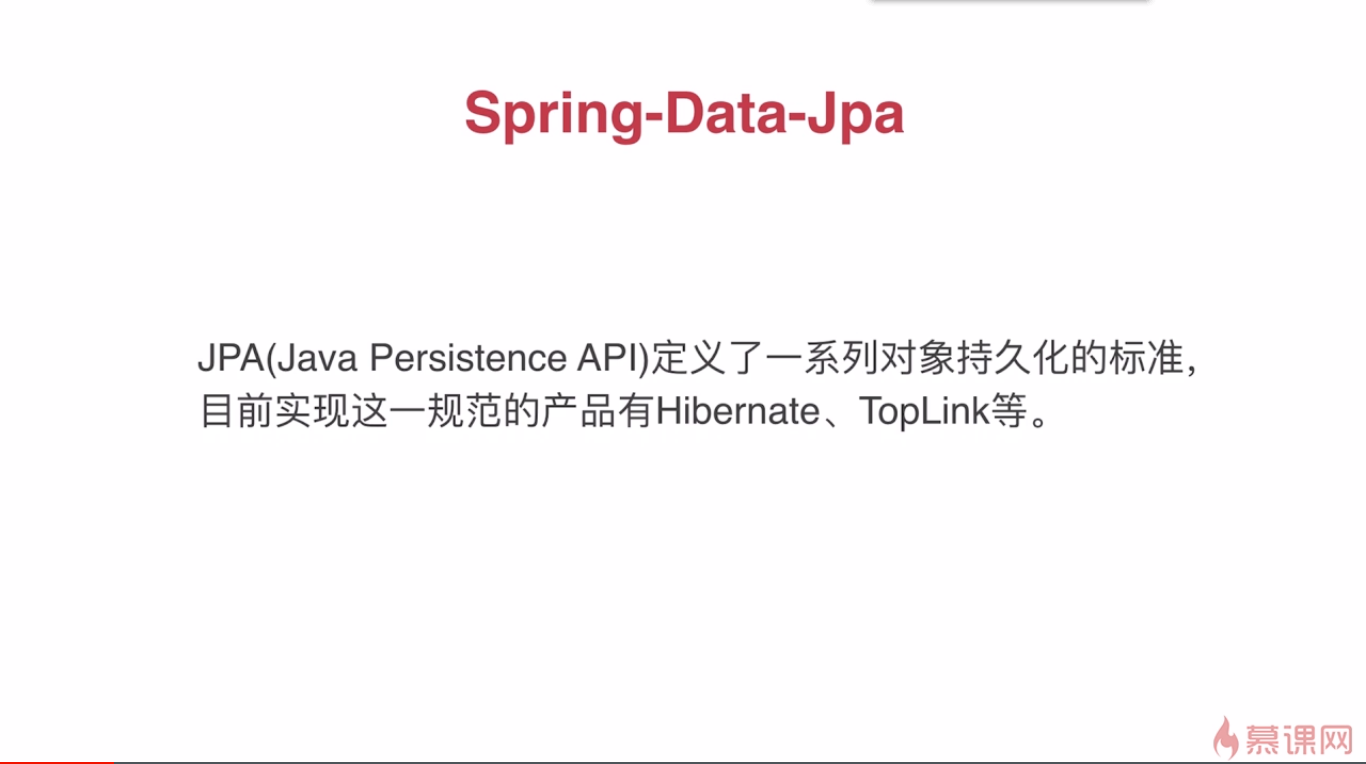 Spring-Data-Jpa
JPA(Java Persistence API)定义了一系列对象持久化的标准，
目前实现这一规范的产品有Hibernate、TopLink等。
慕课网